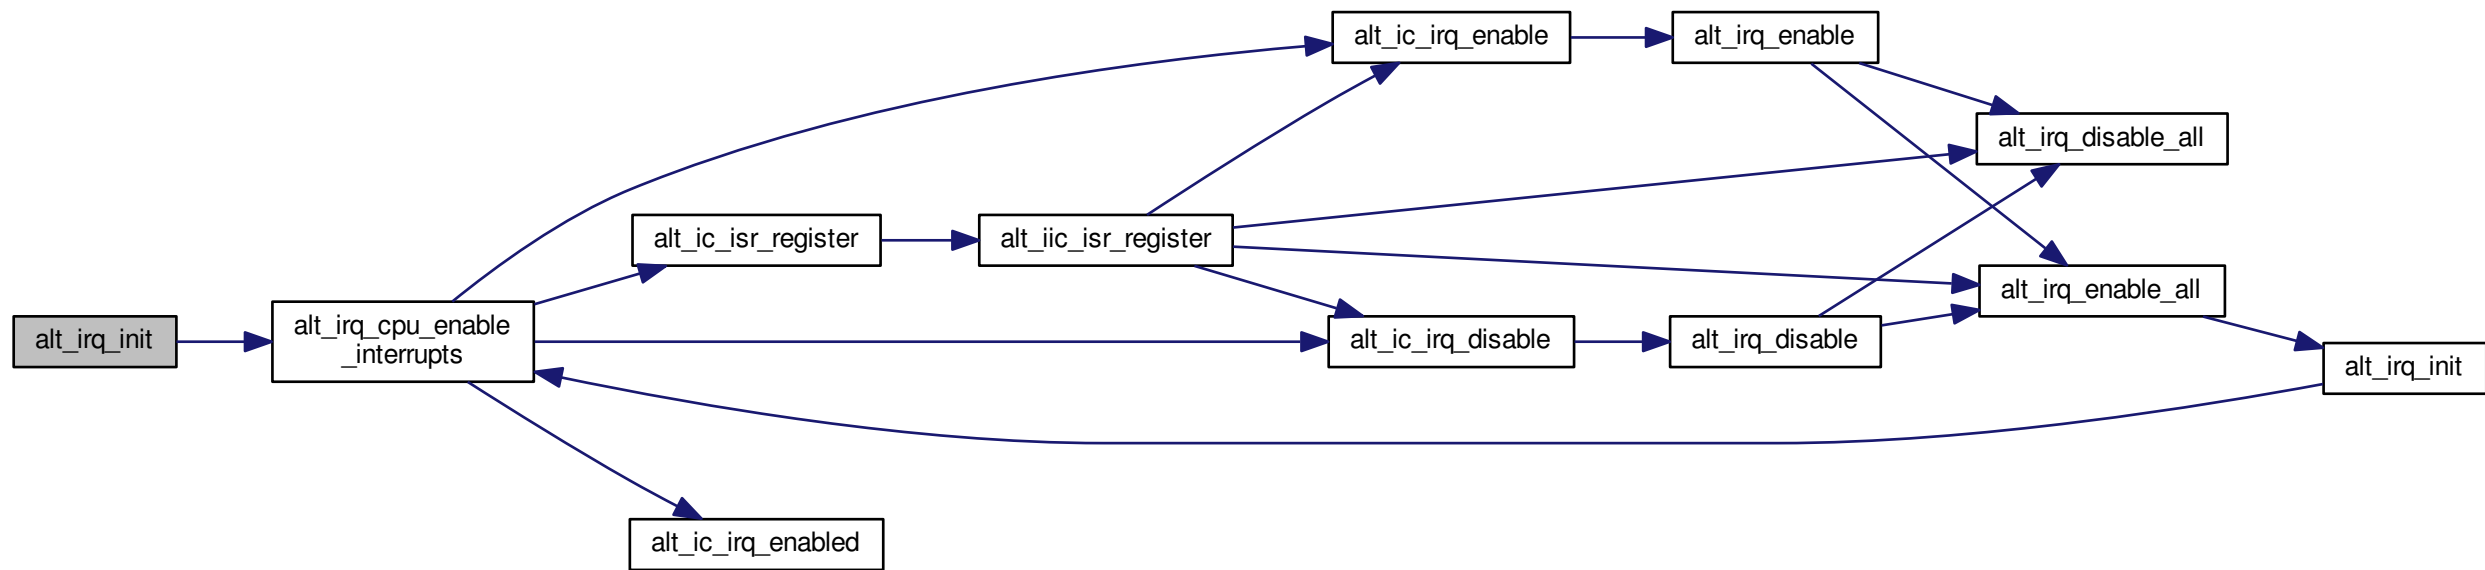 alt_irq_init
alt_irq_cpu_enable
_interrupts
alt_ic_irq_enable
alt_irq_enable
alt_irq_disable_all
alt_ic_isr_register
alt_iic_isr_register
alt_irq_enable_all
alt_ic_irq_disable
alt_irq_disable
alt_irq_init
alt_ic_irq_enabled